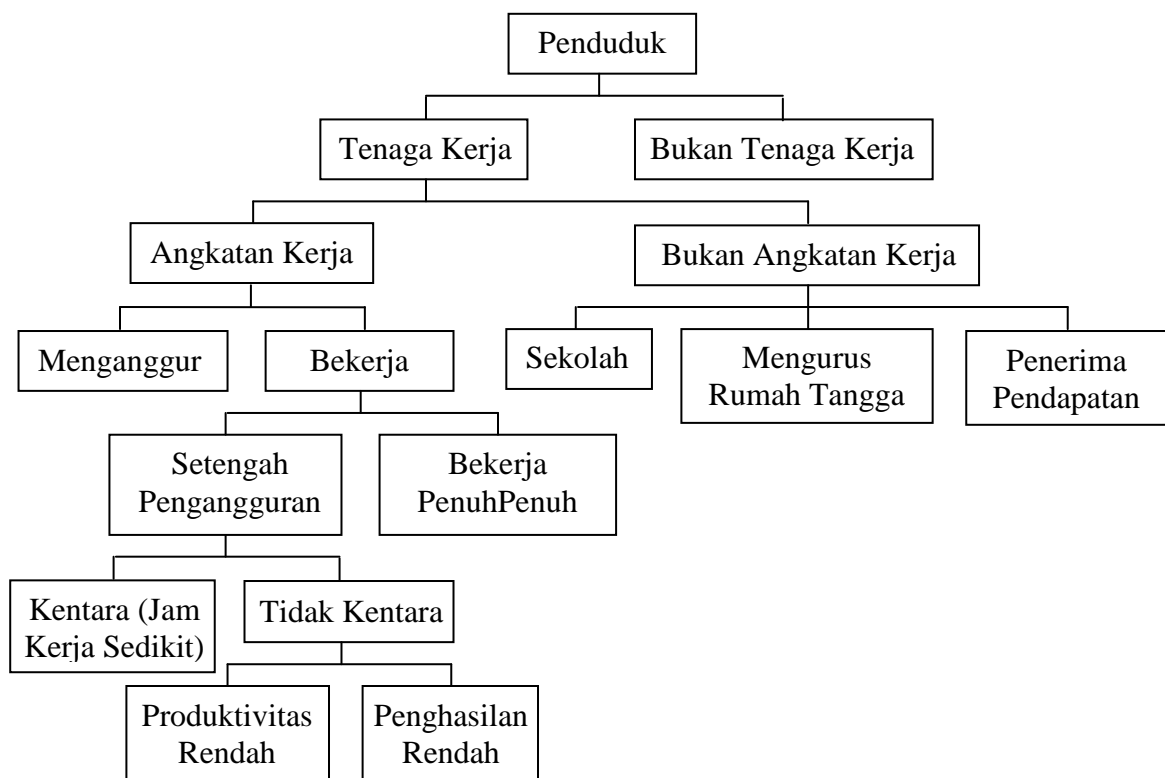 Penduduk
Tenaga Kerja
Bukan Tenaga Kerja
Angkatan Kerja
Bukan Angkatan Kerja
Menganggur
Bekerja
Sekolah
Mengurus
Rumah Tangga
Penerima
Pendapatan
Setengah
Pengangguran
Bekerja
PenuhPenuh
Kentara (Jam
Kerja Sedikit)
Tidak Kentara
Produktivitas
Rendah
Penghasilan
Rendah